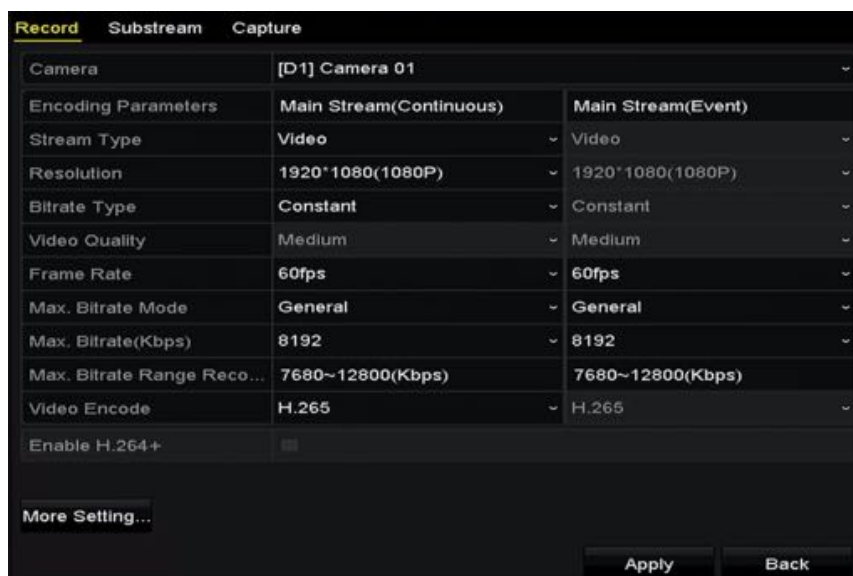 Record Substream Capture
Camera [D1] Camera 01
Encoding Parameters Main Stream(Continuous) Main Stream(Event)
Stream Type Video Video
Resolution 1920*1080(1080P) 1920*1080(1080P)
Bitrate Type Constant Constant
Video Quality Medium Medium
Frame Rate 60fps 60fps
Max. Bitrate Mode General General
Max. Bitrate(Kbps) 8192 8192
Max. Bitrate Range Reco... 7680~12800(Kbps) 7680~12800(Kbps)
Video Encode H.265 H.265
Enable H.264+
More Setting...
Apply Back